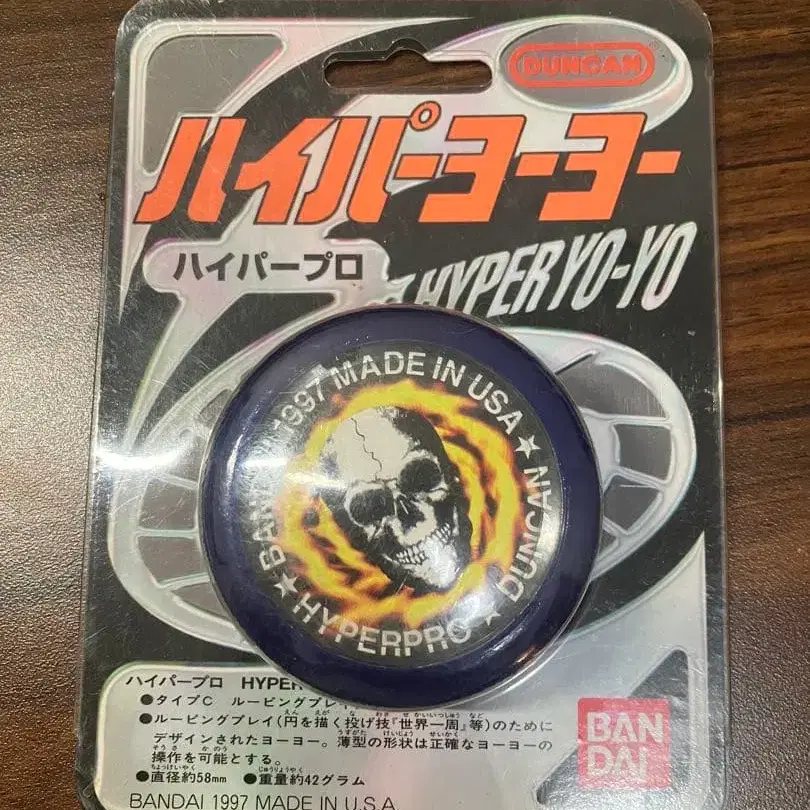 DUNCAN
ハイパーヨーヨー
ハイパープロ
HYPER YO-YO
1997 MADE IN USA ★ DUNCAN ★ HYPERPRO ★
ハイパープロ HYPER
●タイプC ルーピングプレイ
●ルーピングプレイ(円を描く投げ技『世界一周』等)のために
デザインされたヨーヨー。薄型の形状は正確なヨーヨーの
操作を可能とする。
●直径約58mm ●重量約42グラム
BANDAI 1997 MADE IN U.S.A.
BAN
DAI